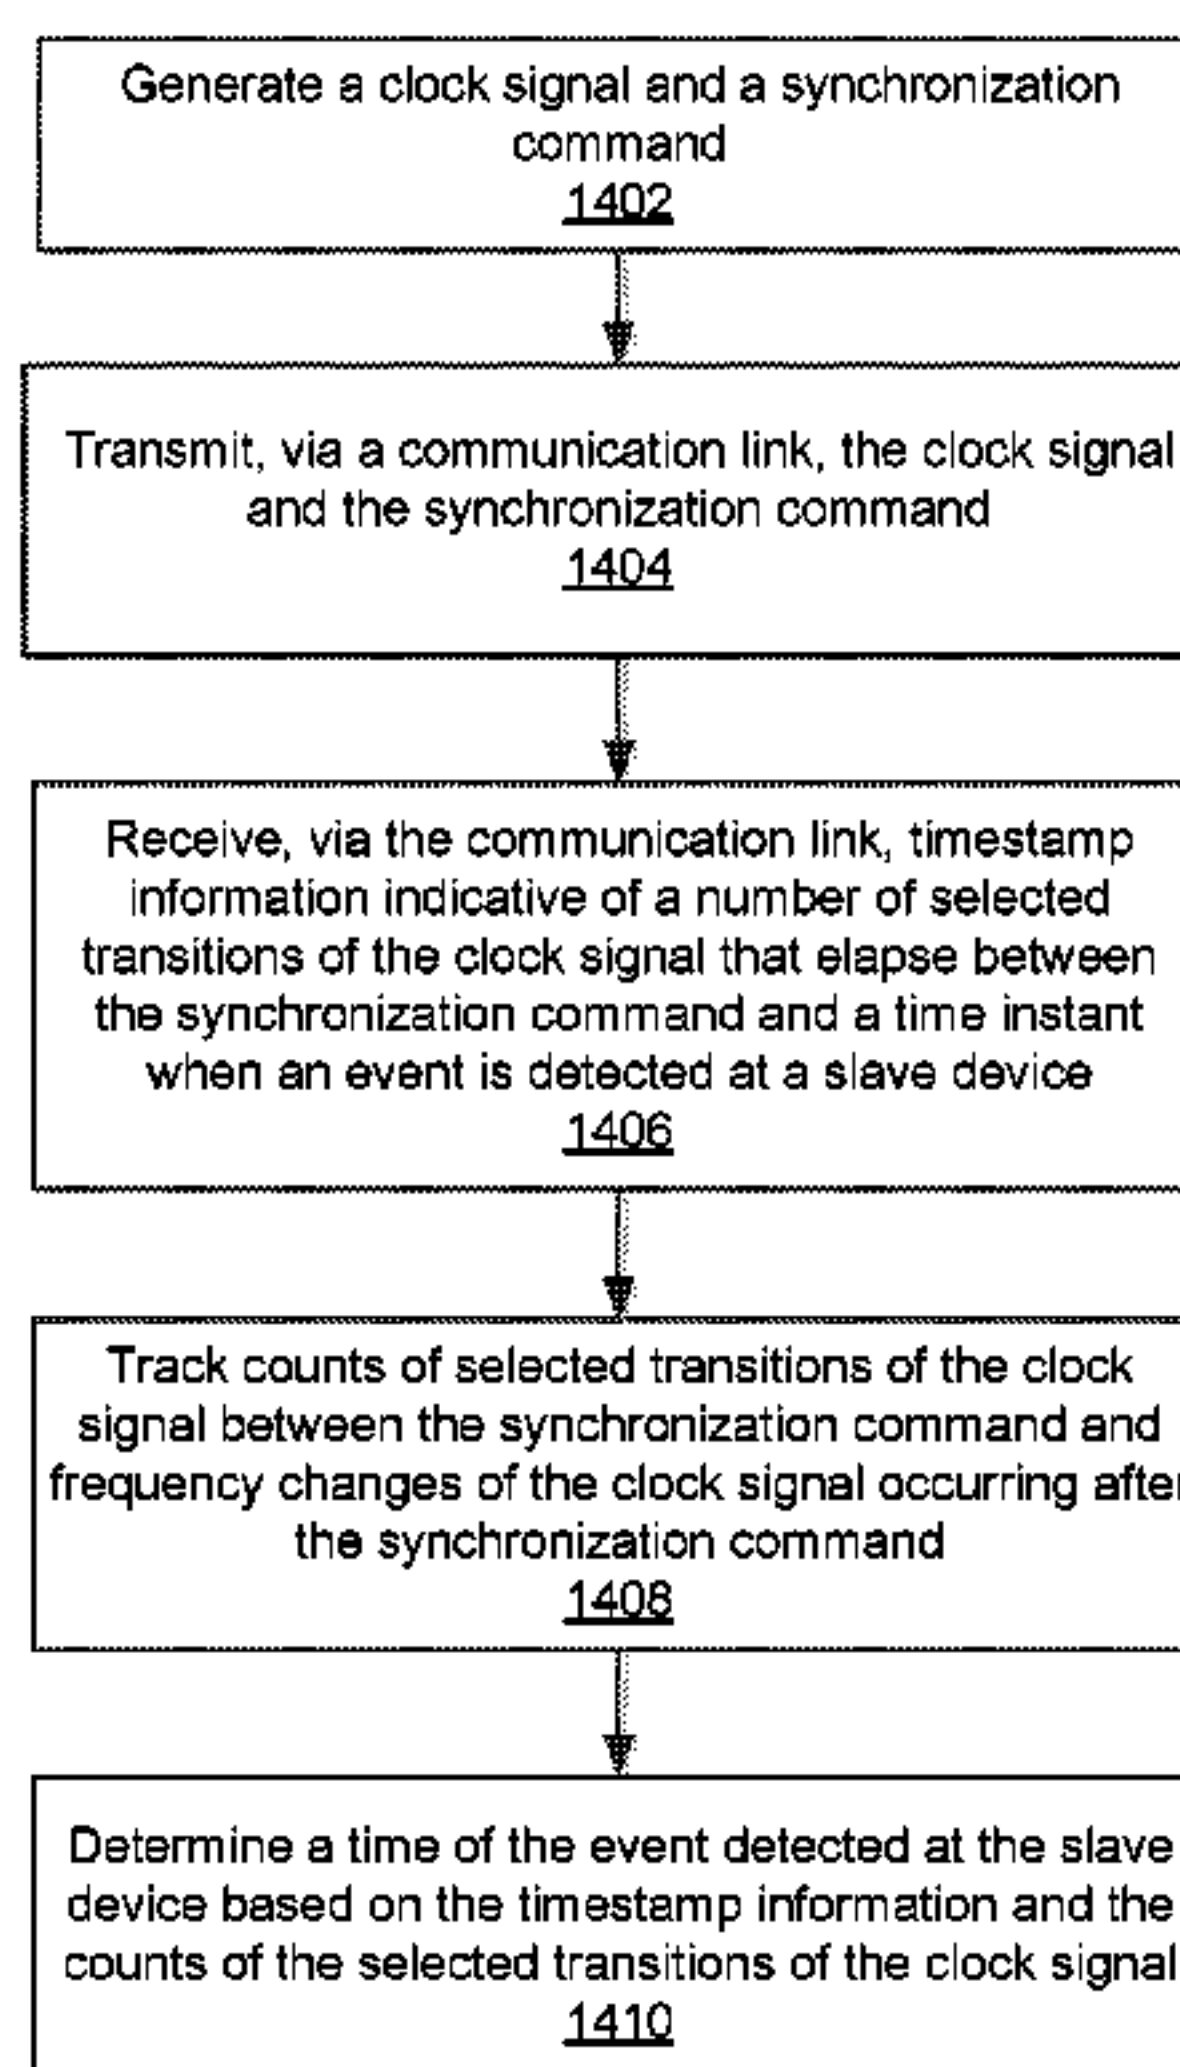 Generate a clock signal and a synchronization
command
1402
Transmit, via a communication link, the clock signal
and the synchronization command
1404
Receive, via the communication link, timestamp
information indicative of a number of selected
transitions of the clock signal that elapse between
the synchronization command and a time instant
when an event is detected at a slave device
1406
Track counts of selected transitions of the clock
signal between the synchronization command and
frequency changes of the clock signal occurring after
the synchronization command
1408
Determine a time of the event detected at the slave
device based on the timestamp information and the
counts of the selected transitions of the clock signal
1410